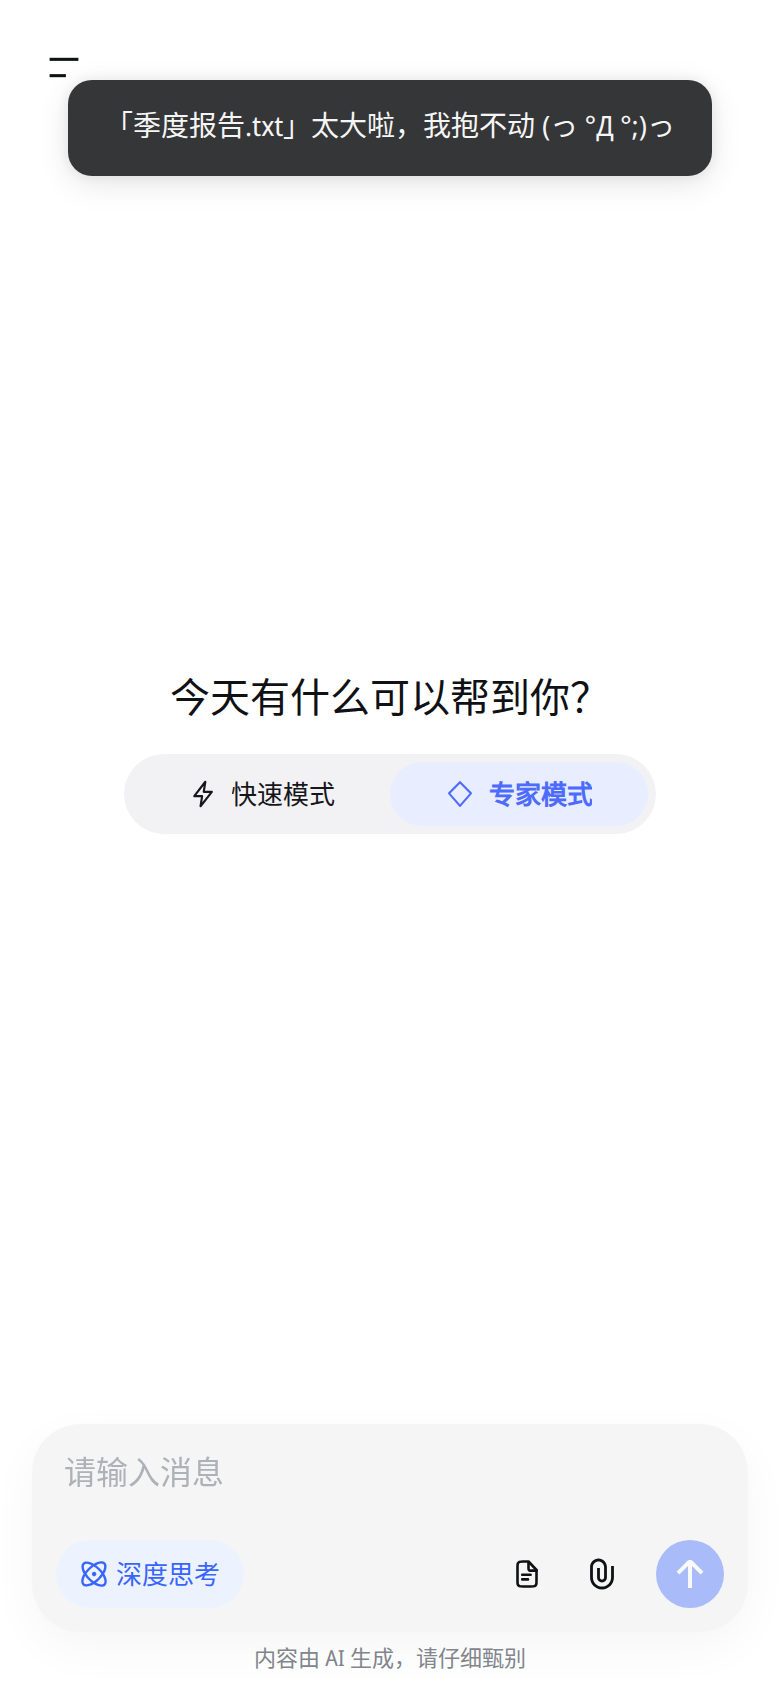 「季度报告.txt」太大啦，我抱不动 (っ °Д °;)っ
今天有什么可以帮到你？
快速模式
专家模式
请输入消息
深度思考
内容由 AI 生成，请仔细甄别